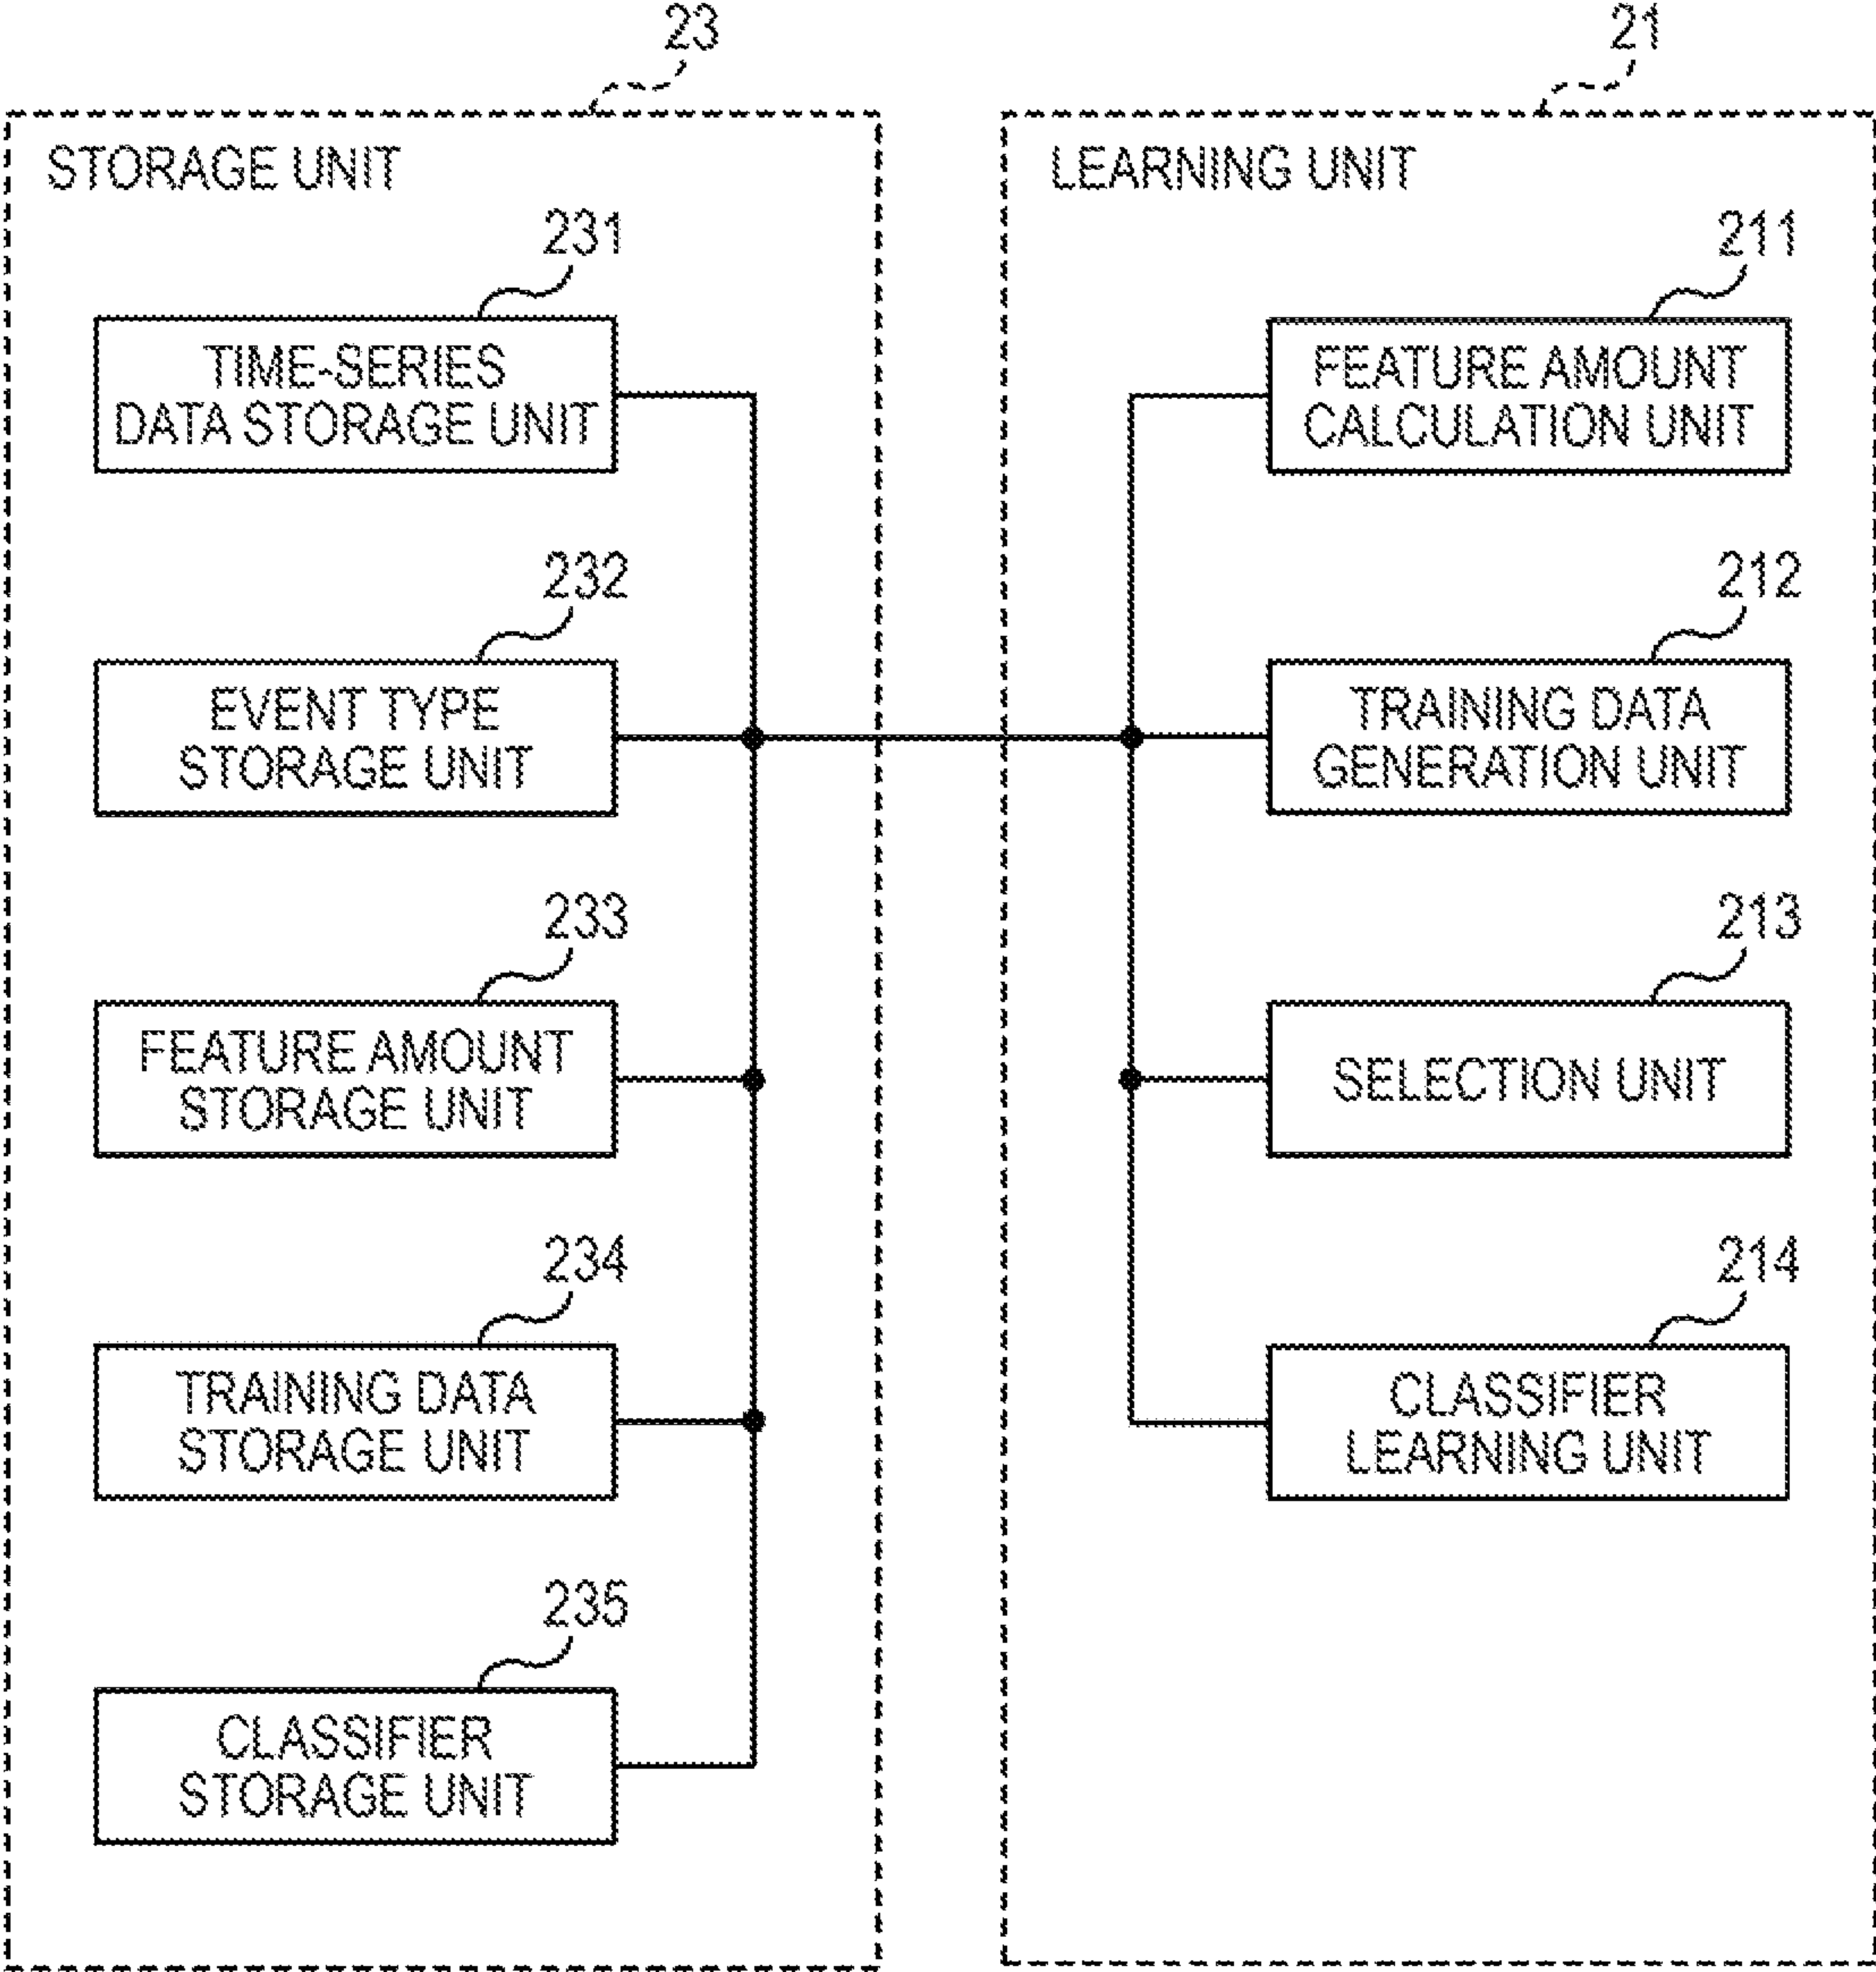 23
STORAGE UNIT
231
TIME-SERIES
DATA STORAGE UNIT
232
EVENT TYPE
STORAGE UNIT
233
FEATURE AMOUNT
STORAGE UNIT
234
TRAINING DATA
STORAGE UNIT
235
CLASSIFIER
STORAGE UNIT
21
LEARNING UNIT
211
FEATURE AMOUNT
CALCULATION UNIT
212
TRAINING DATA
GENERATION UNIT
213
SELECTION UNIT
214
CLASSIFIER
LEARNING UNIT